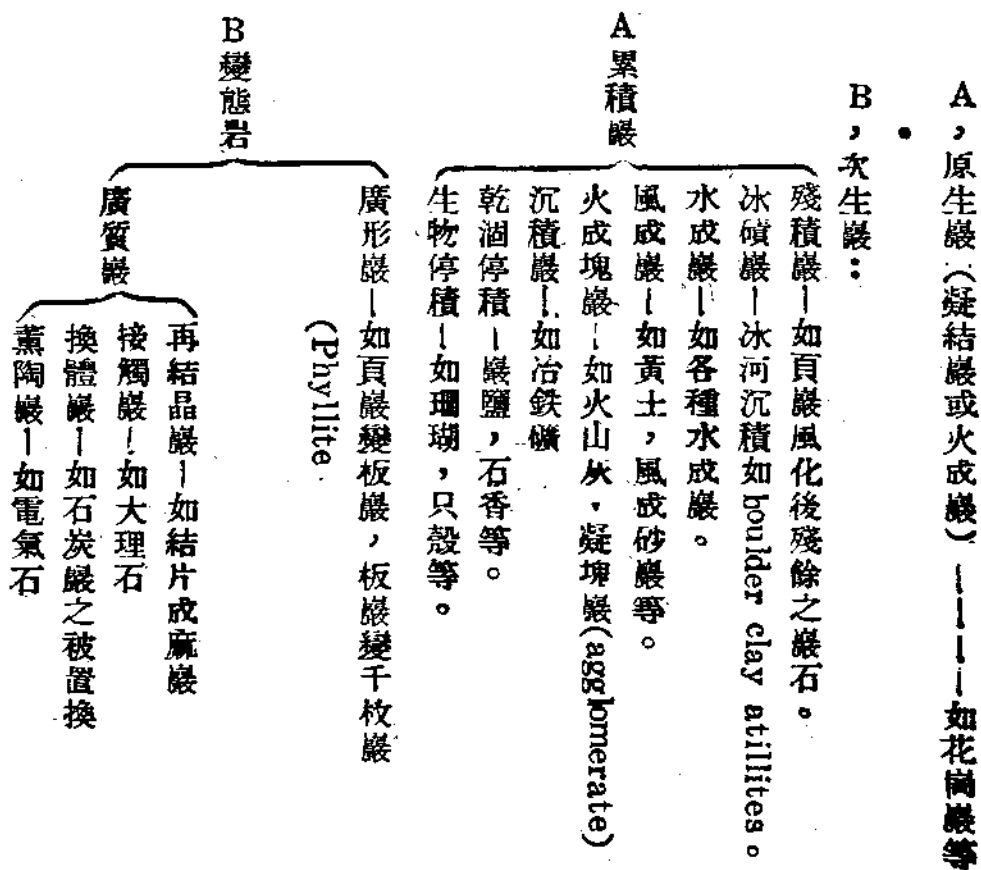 A，原生巖（凝結巖或火成巖）————如花崗巖等
B，次生巖：
A累積巖
殘積巖—如頁巖風化後殘餘之巖石。
冰磧巖—冰河沉積如boulder clay atillites。
水成巖—如各種水成巖。
風成巖—如黃土，風成砂巖等。
火成塊巖—如火山灰，凝塊巖(agglomerate)
沉積巖—如冶鉄礦
乾涸停積—巖鹽，石香等。
生物停積—如珊瑚，只殼等。
B變態岩
廣形巖—如頁巖變板巖，板巖變千枚巖
(Phyllite
廣質巖
再結晶巖—如結片成麻巖
接觸巖—如大理石
換體巖—如石炭巖之被置換
薰陶巖—如電氣石